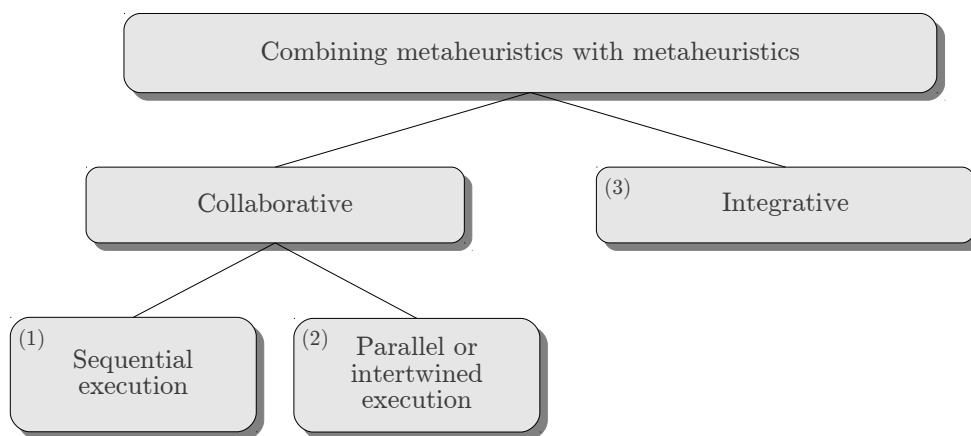 Combining metaheuristics with metaheuristics
Collaborative
(3)
Integrative
(1)
Sequential
execution
(2)
Parallel or
intertwined
execution